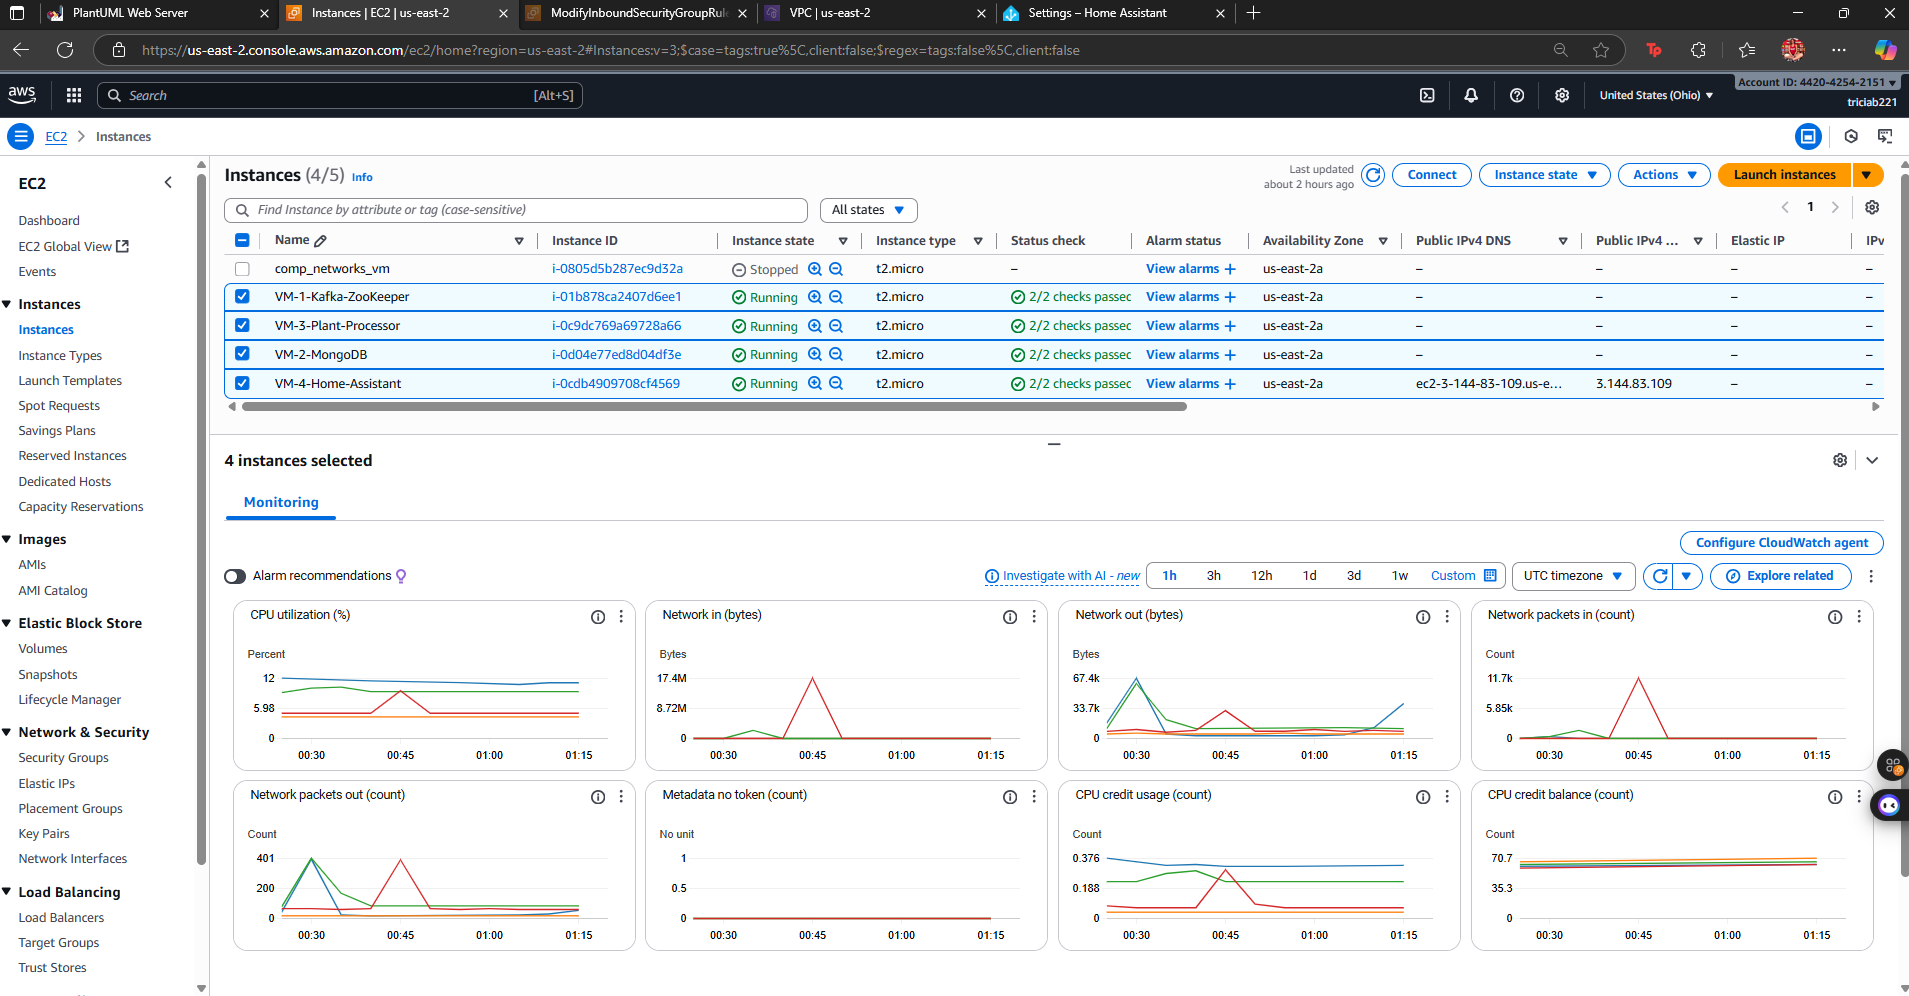 PlantUML Web Server
Instances | EC2 | us-east-2
ModifyInboundSecurityGroupRul
VPC | us-east-2
Settings – Home Assistant
https://us-east-2.console.aws.amazon.com/ec2/home?region=us-east-2#Instances:v=3;$case=tags:true%5C,client:false;$regex=tags:false%5C,client:false
Tp
aws
Search
[Alt+S]
United States (Ohio)
Account ID: 4420-4254-2151
triciab221
EC2
Instances
EC2
Dashboard
EC2 Global View
Events
Instances
Instances
Instance Types
Launch Templates
Spot Requests
Savings Plans
Reserved Instances
Dedicated Hosts
Capacity Reservations
Images
AMIs
AMI Catalog
Elastic Block Store
Volumes
Snapshots
Lifecycle Manager
Network & Security
Security Groups
Elastic IPs
Placement Groups
Key Pairs
Network Interfaces
Load Balancing
Load Balancers
Target Groups
Trust Stores
Instances (4/5) Info
Last updated
about 2 hours ago
Connect
Instance state
Actions
Launch instances
Find Instance by attribute or tag (case-sensitive)
All states
1
Name Instance ID Instance state Instance type Status check Alarm status Availability Zone Public IPv4 DNS Public IPv4 ... Elastic IP IPv
comp_networks_vm i-0805d5b287ec9d32a Stopped t2.micro – View alarms + us-east-2a – – – –
VM-1-Kafka-ZooKeeper i-01b878ca2407d6ee1 Running t2.micro 2/2 checks passec View alarms + us-east-2a – – – –
VM-3-Plant-Processor i-0c9dc769a69728a66 Running t2.micro 2/2 checks passec View alarms + us-east-2a – – – –
VM-2-MongoDB i-0d04e77ed8d04df3e Running t2.micro 2/2 checks passec View alarms + us-east-2a – – – –
VM-4-Home-Assistant i-0cdb4909708cf4569 Running t2.micro 2/2 checks passec View alarms + us-east-2a ec2-3-144-83-109.us-e... 3.144.83.109 – –
4 instances selected
Monitoring
Configure CloudWatch agent
Alarm recommendations
Investigate with AI - new
1h 3h 12h 1d 3d 1w Custom
UTC timezone
Explore related
CPU utilization (%)
Percent
12
5.98
0
00:30 00:45 01:00 01:15
Network in (bytes)
Bytes
17.4M
8.72M
0
00:30 00:45 01:00 01:15
Network out (bytes)
Bytes
67.4k
33.7k
0
00:30 00:45 01:00 01:15
Network packets in (count)
Count
11.7k
5.85k
0
00:30 00:45 01:00 01:15
Network packets out (count)
Count
401
200
0
00:30 00:45 01:00 01:15
Metadata no token (count)
No unit
1
0.5
0
00:30 00:45 01:00 01:15
CPU credit usage (count)
Count
0.376
0.188
0
00:30 00:45 01:00 01:15
CPU credit balance (count)
Count
70.7
35.3
0
00:30 00:45 01:00 01:15